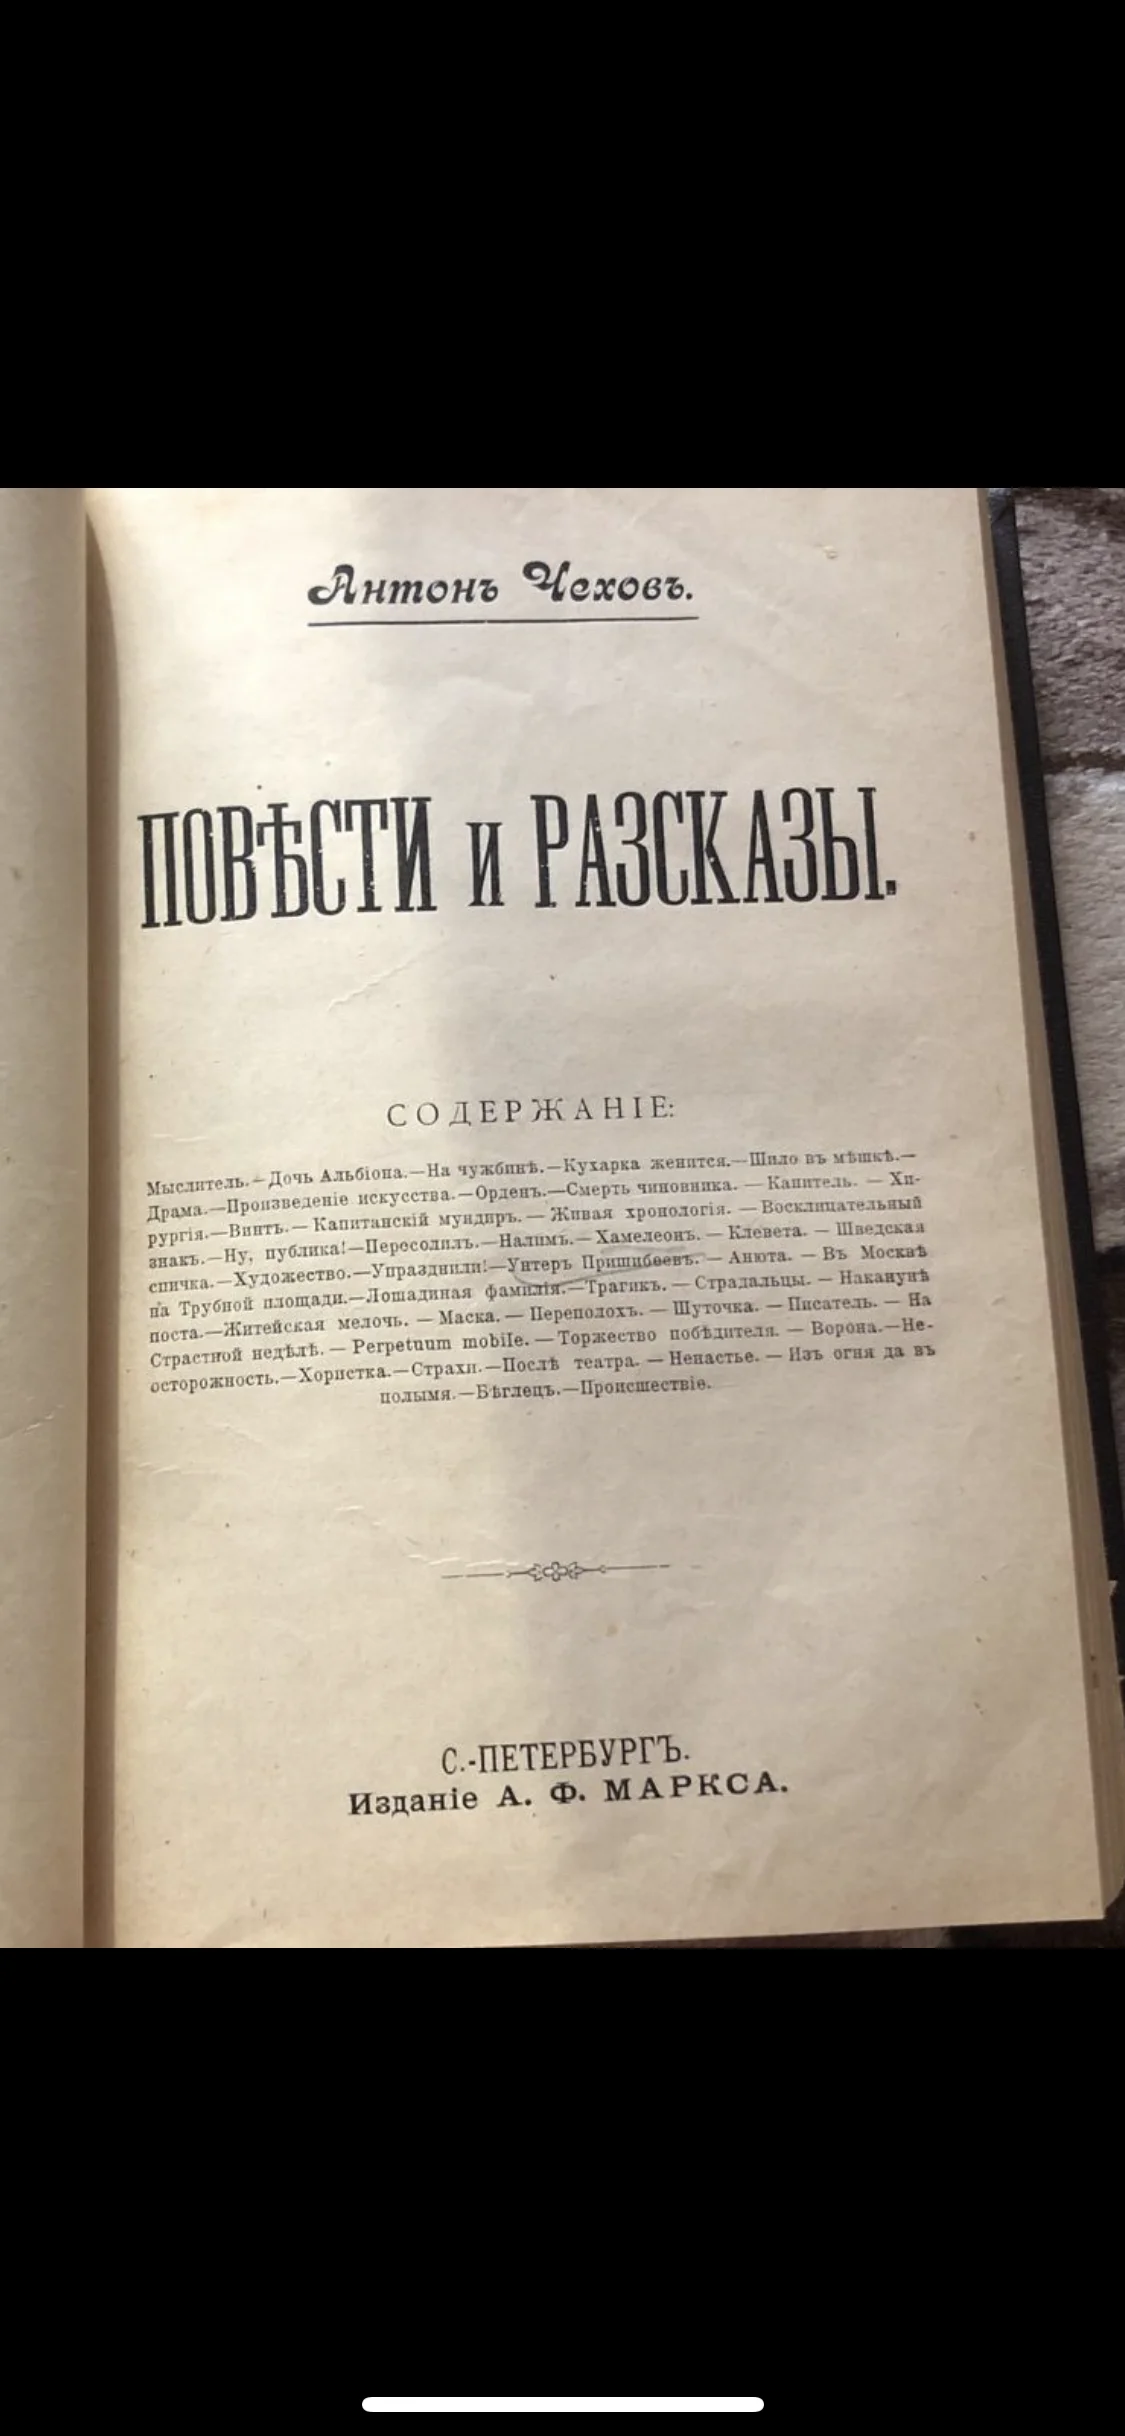 Антонъ Чеховъ.
ПОВѢСТИ и РАЗСКАЗЫ.
СОДЕРЖАНІЕ:
Мыслитель.—Дочь Альбіона.—На чужбинѣ.—Кухарка женится.—Шило въ мѣшкѣ.—
Драма.—Произведеніе искусства.—Орденъ.—Смерть чиновника. — Капитель. — Хи-
рургія.—Винтъ.— Капитанскій мундиръ. — Живая хронологія. — Восклицательный
знакъ.—Ну, публика!—Пересолилъ.—Налимъ.— Хамелеонъ. — Клевета. — Шведская
спичка.—Художество.—Упразднили!—Унтеръ Пришибеевъ. — Анюта. — Въ Москвѣ
на Трубной площади.—Лошадиная фамилія.—Трагикъ. — Страдальцы. — Наканунѣ
поста.—Житейская мелочь. — Маска. — Переполохъ. — Шуточка. — Писатель. — На
Страстной недѣлѣ. — Perpetuum mobile. — Торжество побѣдителя. — Ворона.—Не-
осторожность.—Хористка.—Страхи.—Послѣ театра. — Ненастье. — Изъ огня да въ
полымя.—Бѣглецъ.—Происшествіе.
С.-ПЕТЕРБУРГЪ.
Изданіе А. Ф. МАРКСА.